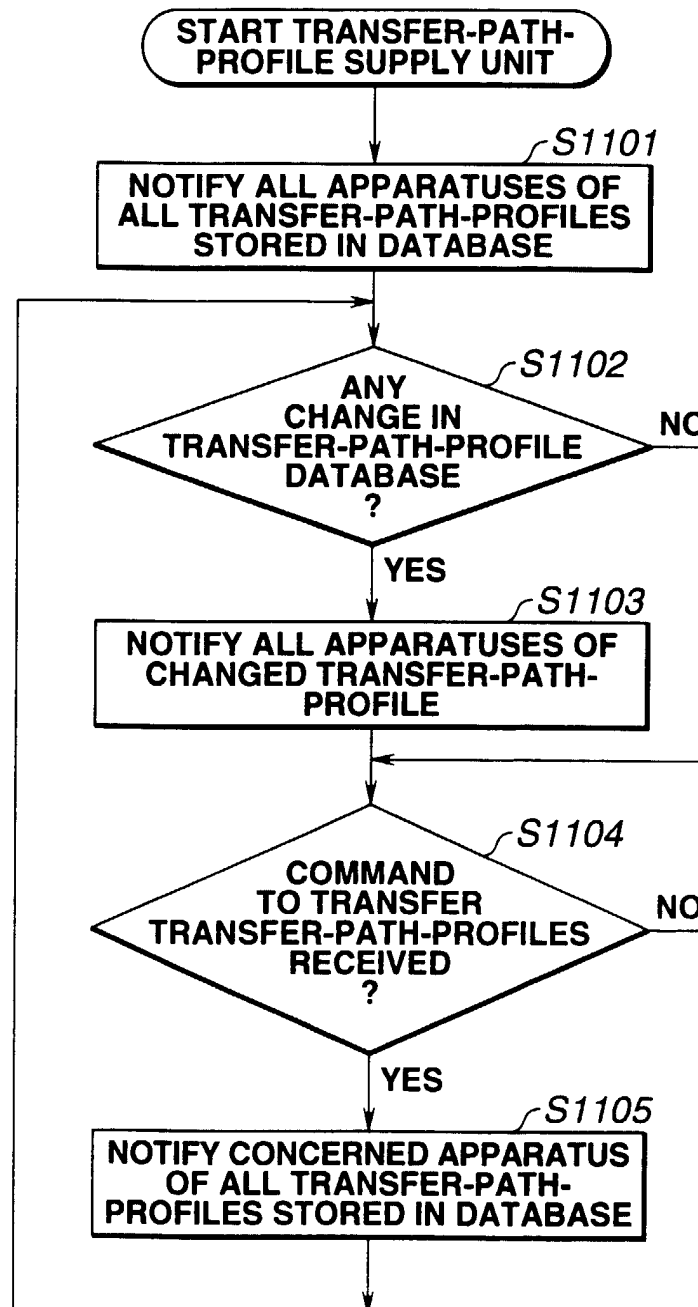 START TRANSFER-PATH-
PROFILE SUPPLY UNIT
S1101
NOTIFY ALL APPARATUSES OF
ALL TRANSFER-PATH-PROFILES
STORED IN DATABASE
S1102
ANY
CHANGE IN
TRANSFER-PATH-PROFILE
DATABASE
?
NO
YES
S1103
NOTIFY ALL APPARATUSES OF
CHANGED TRANSFER-PATH-
PROFILE
S1104
COMMAND
TO TRANSFER
TRANSFER-PATH-PROFILES
RECEIVED
?
NO
YES
S1105
NOTIFY CONCERNED APPARATUS
OF ALL TRANSFER-PATH-
PROFILES STORED IN DATABASE